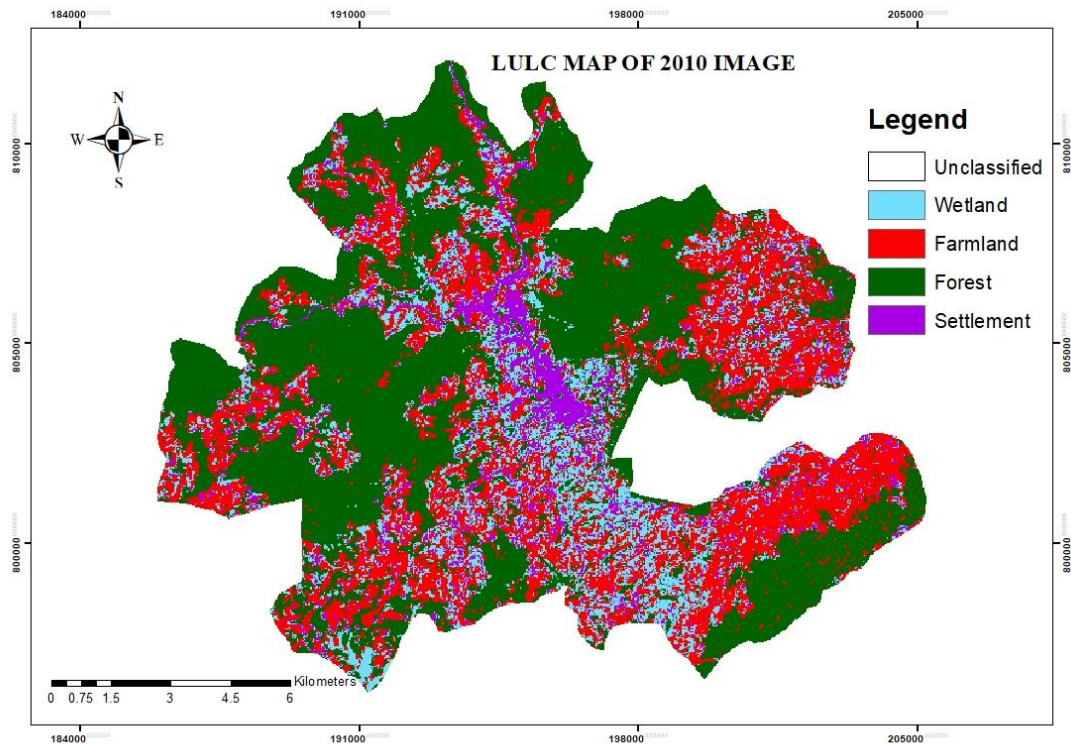 184000 191000 198000 205000
LULC MAP OF 2010 IMAGE
N
W E
S
Legend
Unclassified
Wetland
Farmland
Forest
Settlement
810000 810000
805000 805000
800000 800000
Kilometers
0 0.75 1.5 3 4.5 6
184000 191000 198000 205000